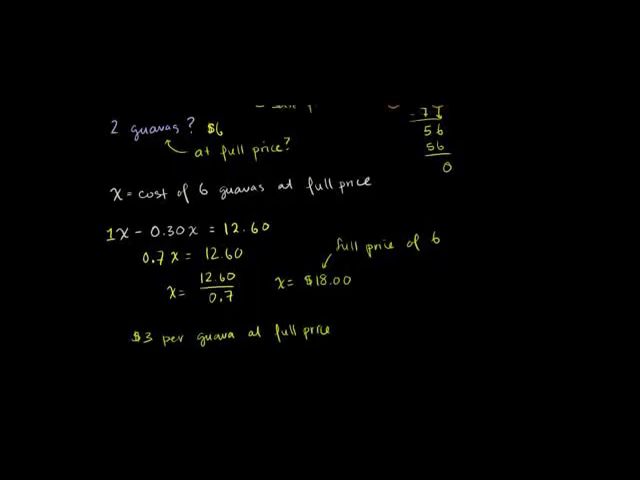 - 77
2 guavas? $6
56
at full price?
56
0
x = cost of 6 guavas at full price
1x - 0.30x = 12.60
full price of 6
0.7x = 12.60
x = 12.60 / 0.7
x = $18.00
$3 per guava at full price